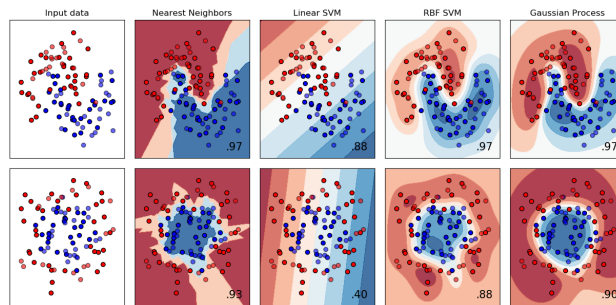 Input data
Nearest Neighbors
Linear SVM
RBF SVM
Gaussian Process
.97
.88
.97
.97
.93
.40
.88
.90